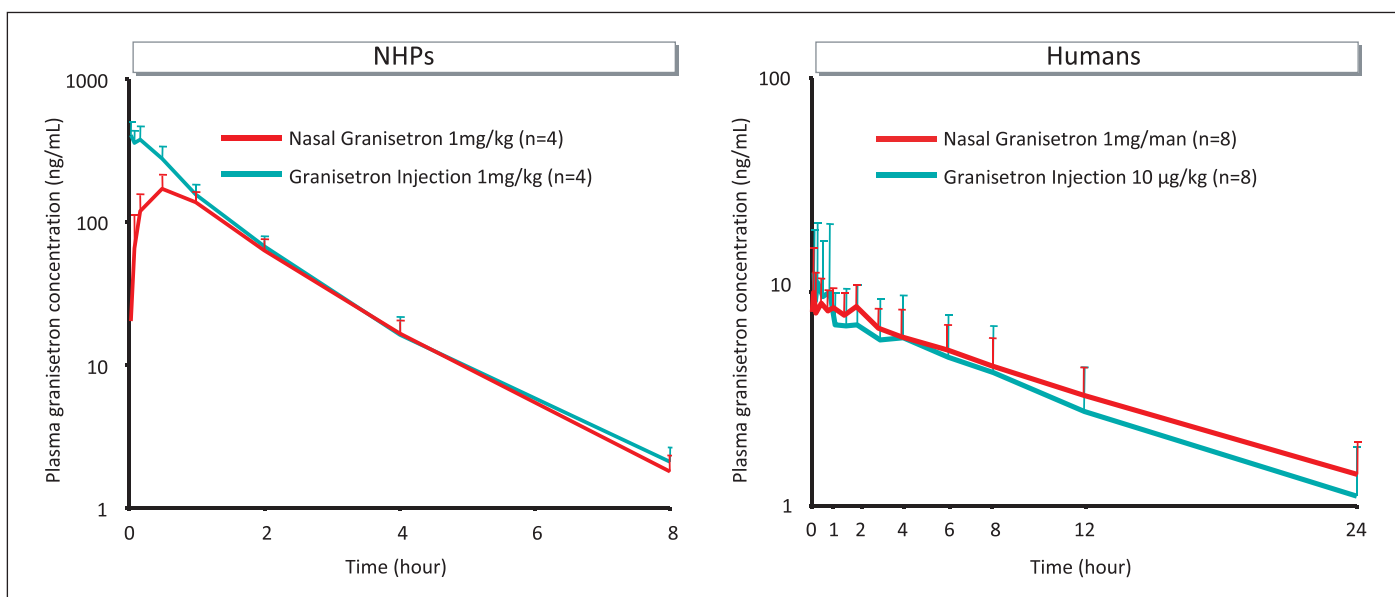 NHPs
1000
100
10
1
Plasma granisetron concentration (ng/mL)
Nasal Granisetron 1mg/kg (n=4)
Granisetron Injection 1mg/kg (n=4)
0 2 4 6 8
Time (hour)
Humans
100
10
1
Plasma granisetron concentration (ng/mL)
Nasal Granisetron 1mg/man (n=8)
Granisetron Injection 10 μg/kg (n=8)
0 1 2 4 6 8 12 24
Time (hour)